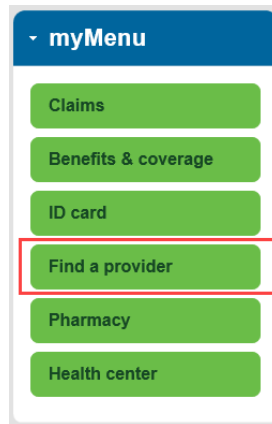 myMenu
Claims
Benefits & coverage
ID card
Find a provider
Pharmacy
Health center